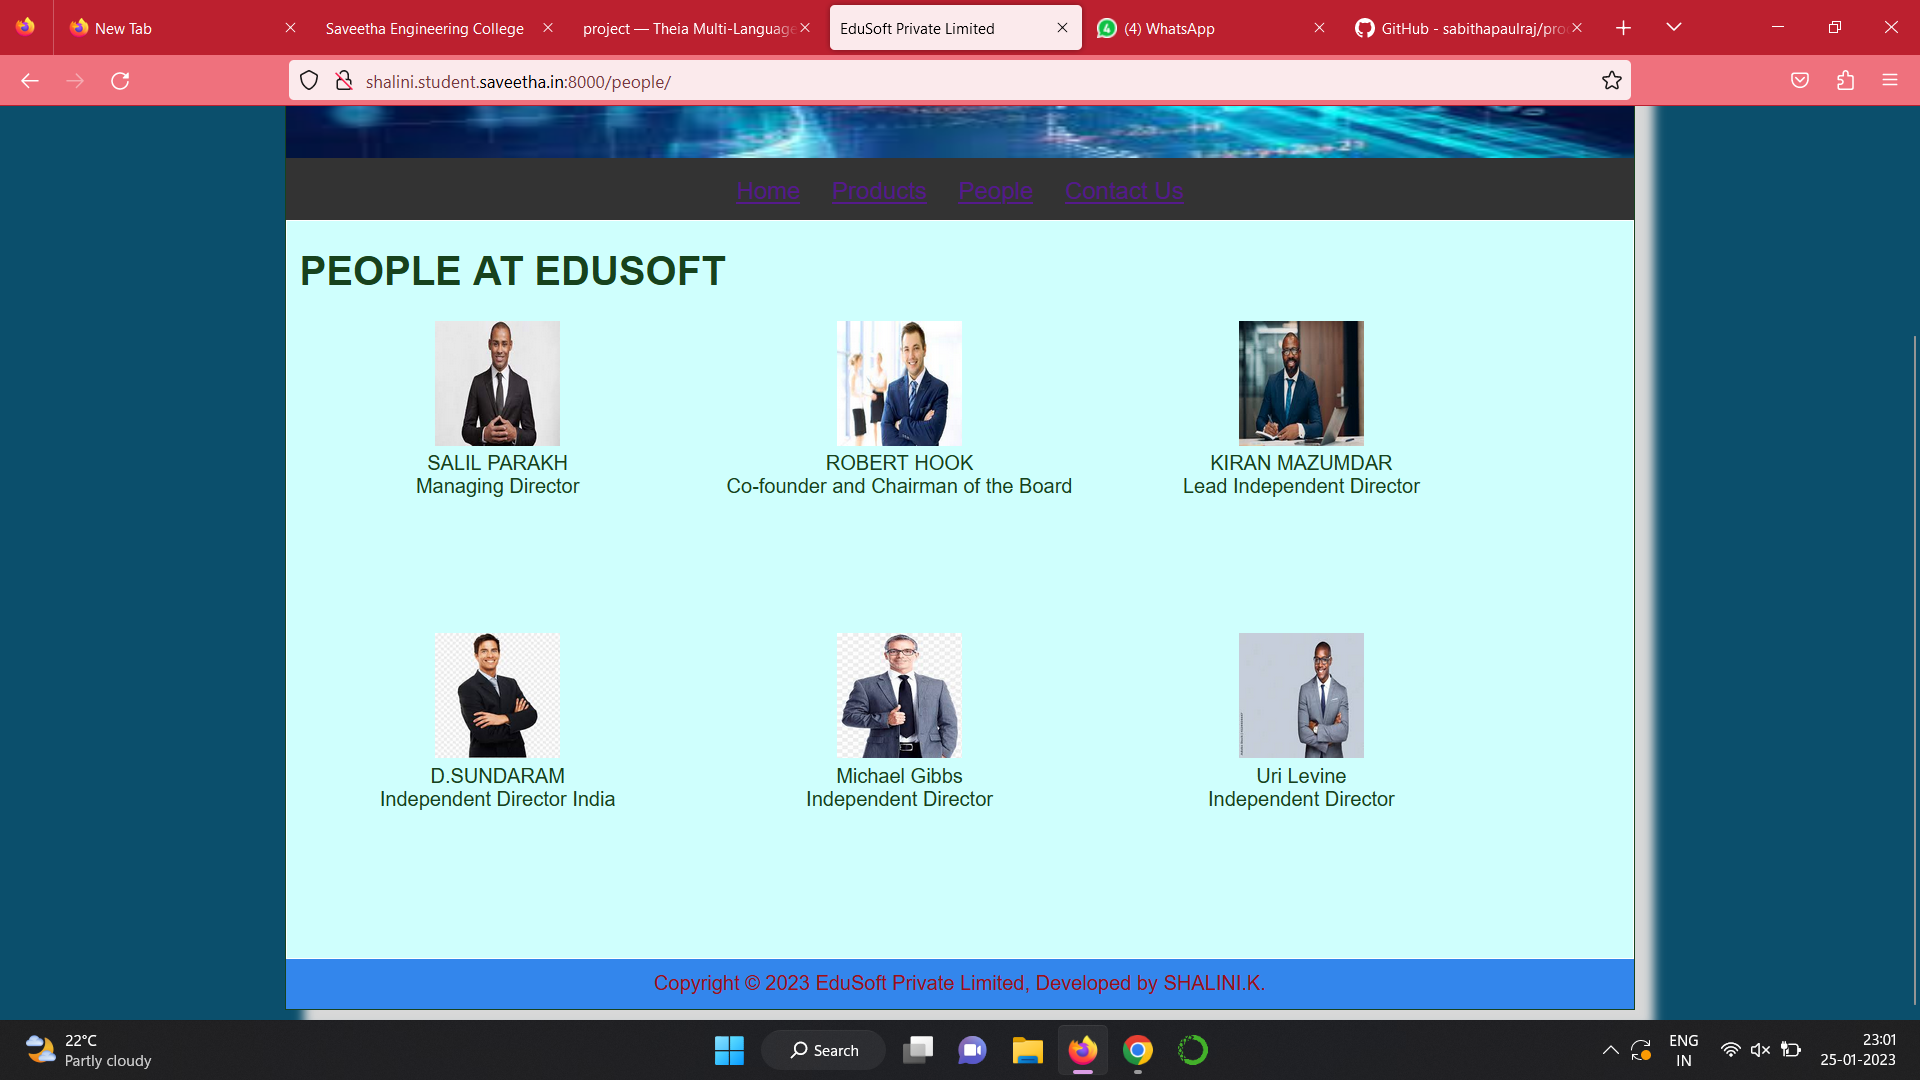 New Tab
Saveetha Engineering College
project — Theia Multi-Language
EduSoft Private Limited
(4) WhatsApp
GitHub - sabithapaulraj/pro
shalini.student.saveetha.in:8000/people/
Home Products People Contact Us
PEOPLE AT EDUSOFT
SALIL PARAKH
Managing Director
ROBERT HOOK
Co-founder and Chairman of the Board
KIRAN MAZUMDAR
Lead Independent Director
D.SUNDARAM
Independent Director India
Michael Gibbs
Independent Director
Uri Levine
Independent Director
Copyright © 2023 EduSoft Private Limited, Developed by SHALINI.K.
22°C
Partly cloudy
Search
ENG
IN
23:01
25-01-2023